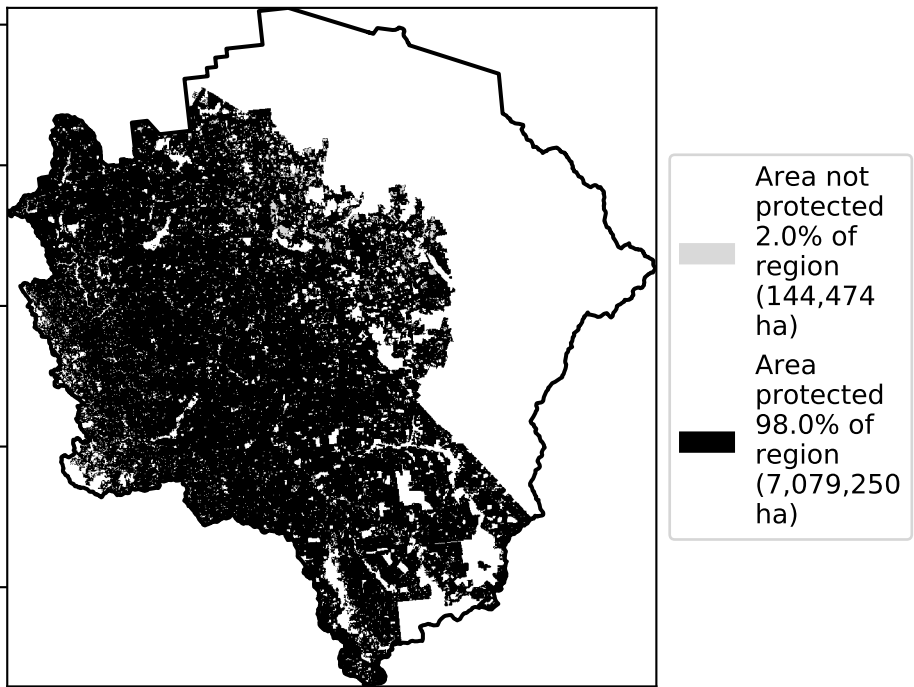 Area not
protected
2.0% of
region
(144,474
ha)
Area
protected
98.0% of
region
(7,079,250
ha)